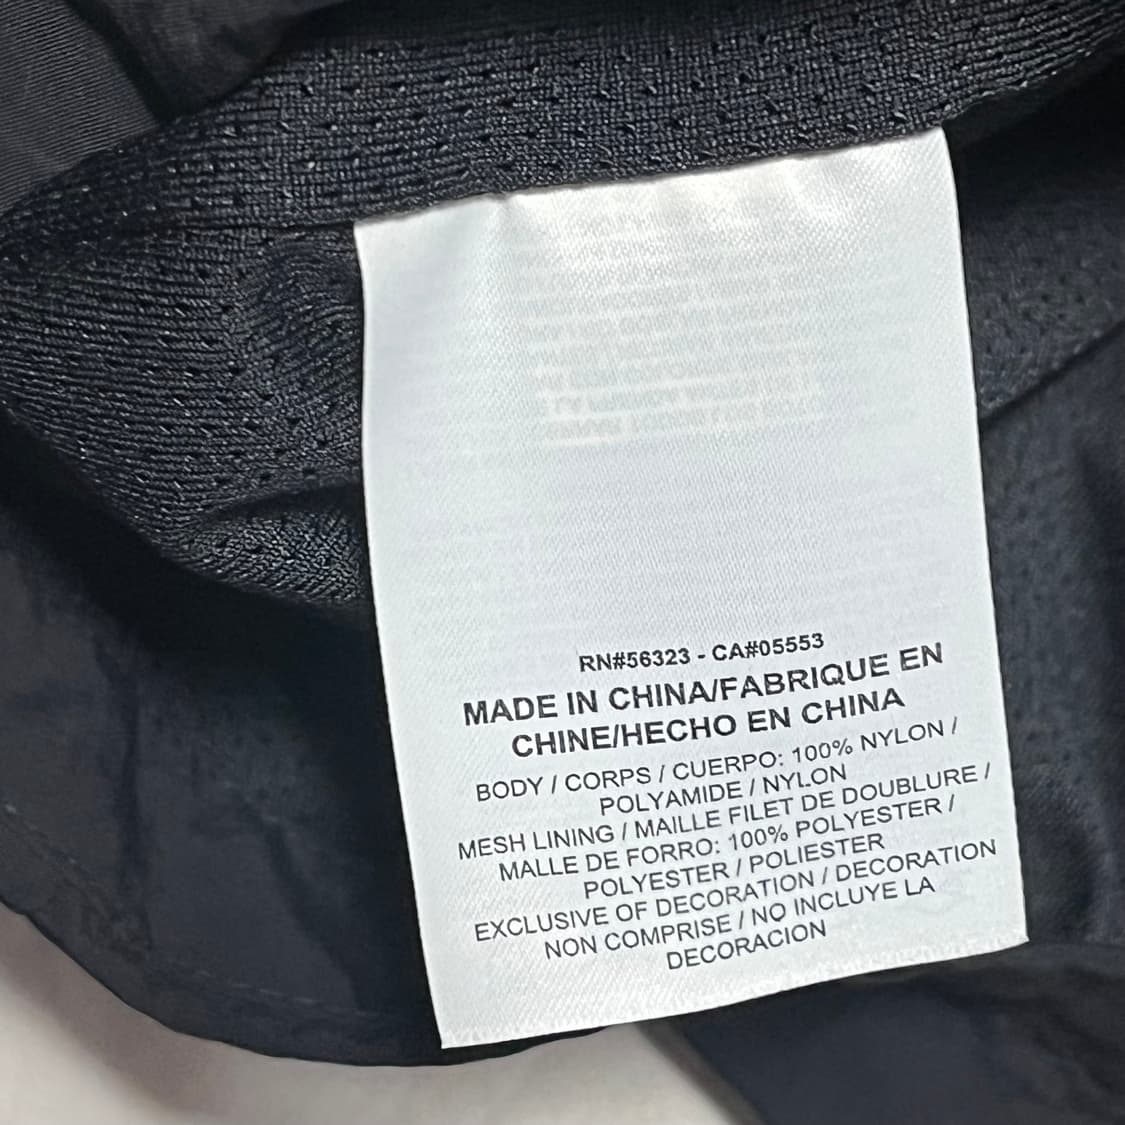 RN#56323 - CA#05553
MADE IN CHINA/FABRIQUE EN
CHINE/HECHO EN CHINA
BODY / CORPS / CUERPO: 100% NYLON /
POLYAMIDE / NYLON
MESH LINING / MAILLE FILET DE DOUBLURE /
MALLE DE FORRO: 100% POLYESTER /
POLYESTER / POLIESTER
EXCLUSIVE OF DECORATION / DECORATION
NON COMPRISE / NO INCLUYE LA
DECORACION